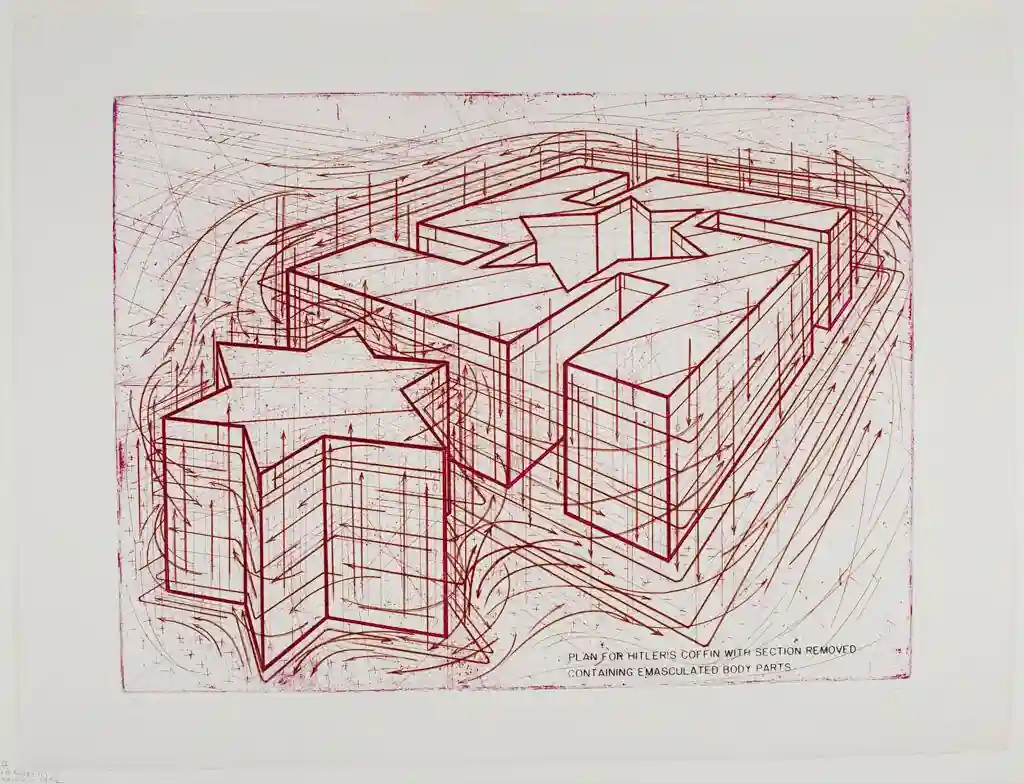 PLAN FOR HITLER'S COFFIN WITH SECTION REMOVED
CONTAINING EMASCULATED BODY PARTS